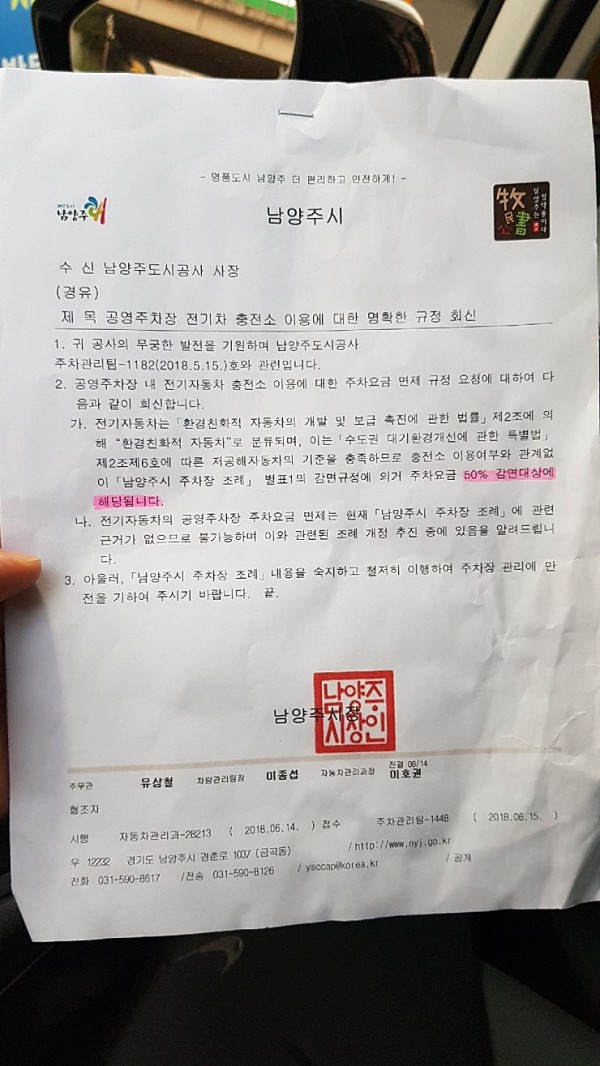 - 명품도시 남양주 더 편리하고 안전하게! -
남양주
남양주시
牧民心書
수 신 남양주도시공사 사장
(경유)
제 목 공영주차장 전기차 충전소 이용에 대한 명확한 규정 회신
1. 귀 공사의 무궁한 발전을 기원하며 남양주도시공사
주차관리팀-1182(2018.5.15.)호와 관련입니다.
2. 공영주차장 내 전기자동차 충전소 이용에 대한 주차요금 면제 규정 요청에 대하여 다
음과 같이 회신합니다.
가. 전기자동차는「환경친화적 자동차의 개발 및 보급 촉진에 관한 법률」제2조에 의
해 “환경친화적 자동차”로 분류되며, 이는「수도권 대기환경개선에 관한 특별법」
제2조제6호에 따른 저공해자동차의 기준을 충족하므로 충전소 이용여부와 관계없
이「남양주시 주차장 조례」 별표1의 감면규정에 의거 주차요금 50% 감면대상에
해당됩니다.
나. 전기자동차의 공영주차장 주차요금 면제는 현재「남양주시 주차장 조례」에 관련
근거가 없으므로 불가능하며 이와 관련된 조례 개정 추진 중에 있음을 알려드립니
다.
3. 아울러,「남양주시 주차장 조례」내용을 숙지하고 철저히 이행하여 주차장 관리에 만
전을 기하여 주시기 바랍니다. 끝.
남양주시장
남양주
시장인
주무관 유상철 차량관리팀장 이종섭 자동차관리과장 전결 06/14 이호권
협조자
시행 자동차관리과-28213 ( 2018.06.14. ) 접수 주차관리팀-1448 ( 2018.06.15. )
우 12232 경기도 남양주시 경춘로 1037 (금곡동) / http://www.nyj.go.kr
전화 031-590-8617 /전송 031-590-8126 / ysccap@korea.kr / 공개